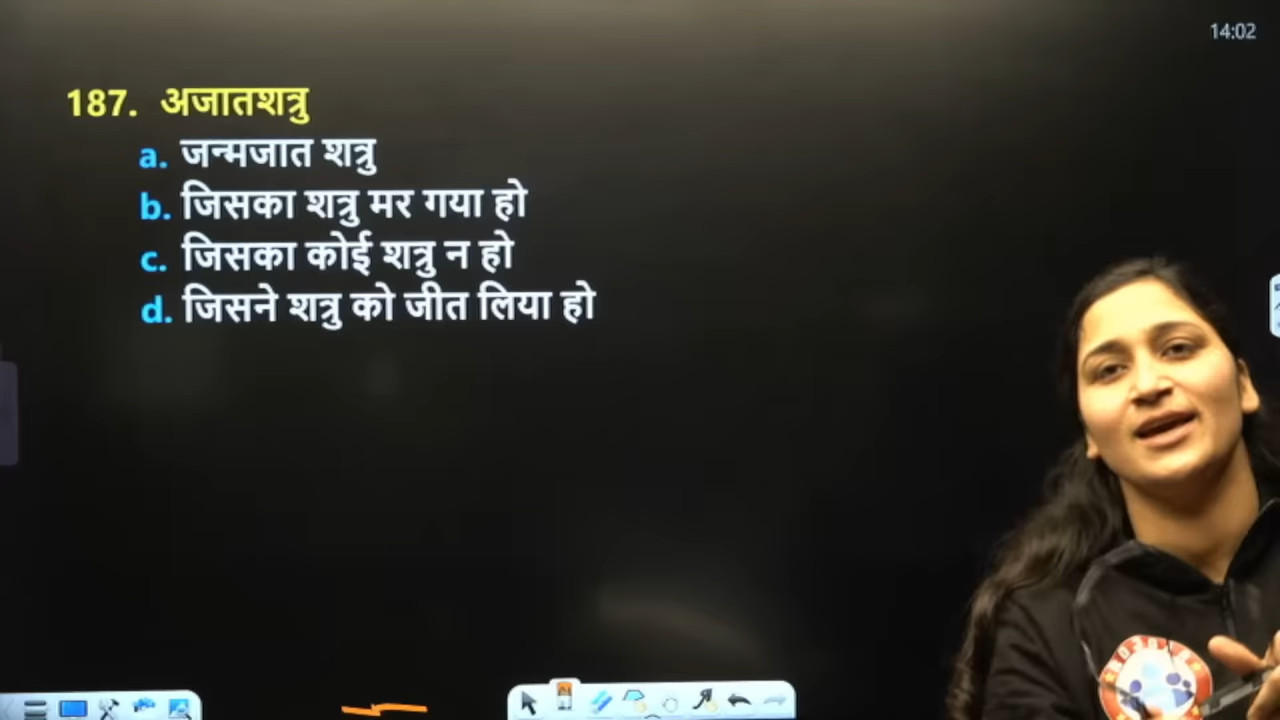 14:02
187. अजातशत्रु
a. जन्मजात शत्रु
b. जिसका शत्रु मर गया हो
c. जिसका कोई शत्रु न हो
d. जिसने शत्रु को जीत लिया हो